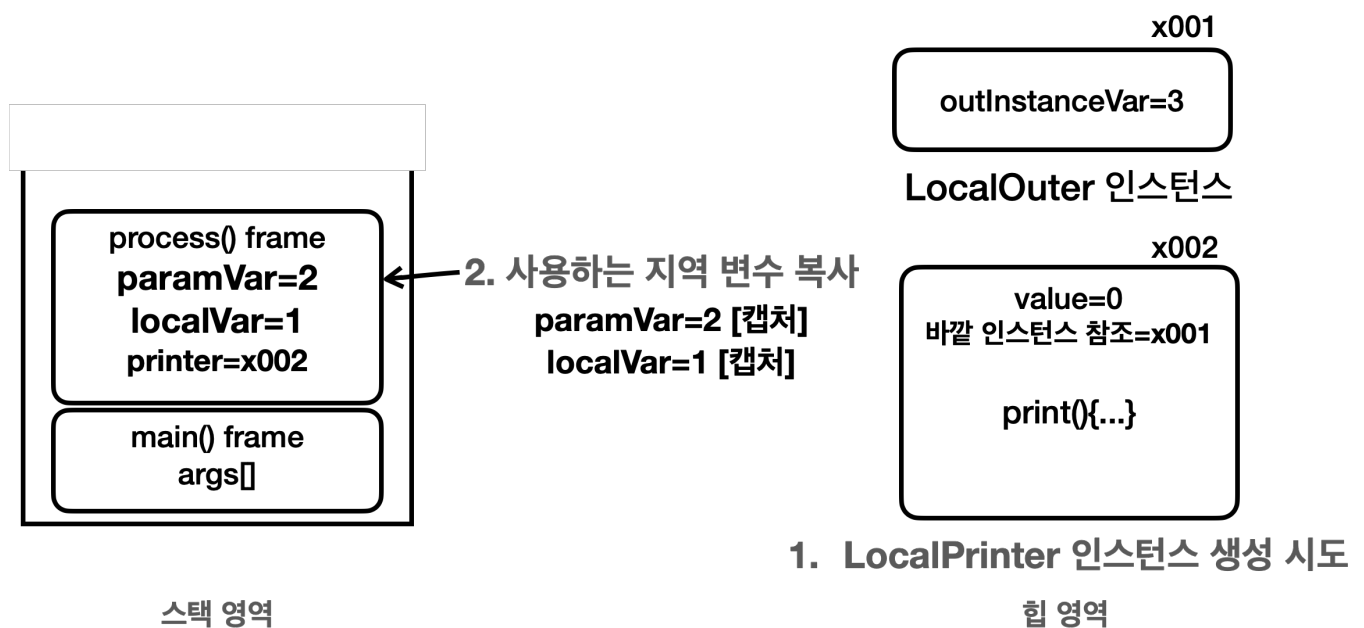 process() frame
paramVar=2
localVar=1
printer=x002
main() frame
args[]
스택 영역
2. 사용하는 지역 변수 복사
paramVar=2 [캡처]
localVar=1 [캡처]
x001
outInstanceVar=3
LocalOuter 인스턴스
x002
value=0
바깥 인스턴스 참조=x001
print(){...}
1. LocalPrinter 인스턴스 생성 시도
힙 영역